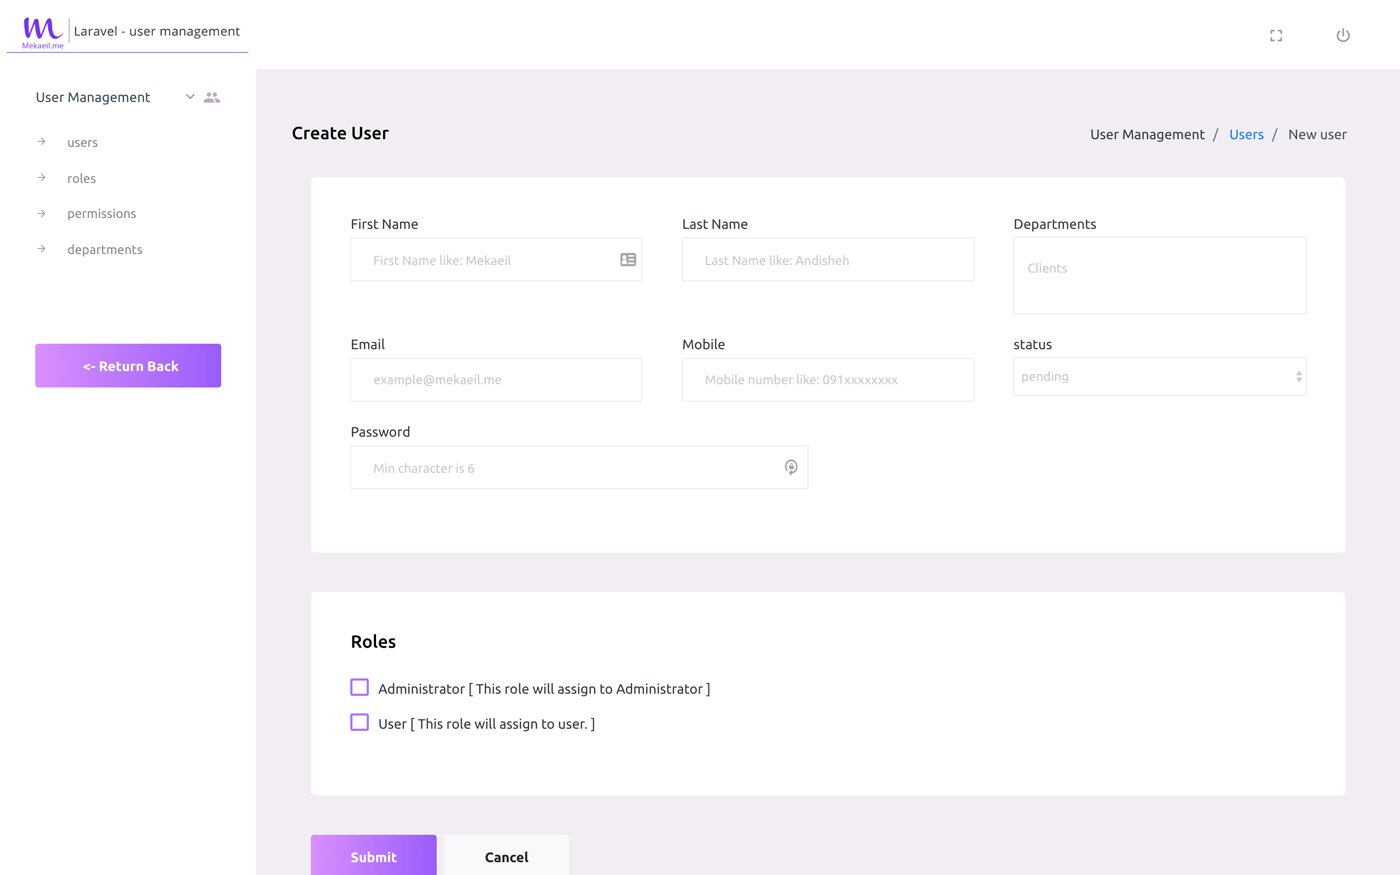 m
Mekaeil.me
Laravel - user management
User Management
users
roles
permissions
departments
<- Return Back
Create User
User Management / Users / New user
First Name
Last Name
Departments
First Name like: Mekaeil
Last Name like: Andisheh
Clients
Email
Mobile
status
example@mekaeil.me
Mobile number like: 091xxxxxxxx
pending
Password
Min character is 6
Roles
Administrator [ This role will assign to Administrator ]
User [ This role will assign to user. ]
Submit
Cancel